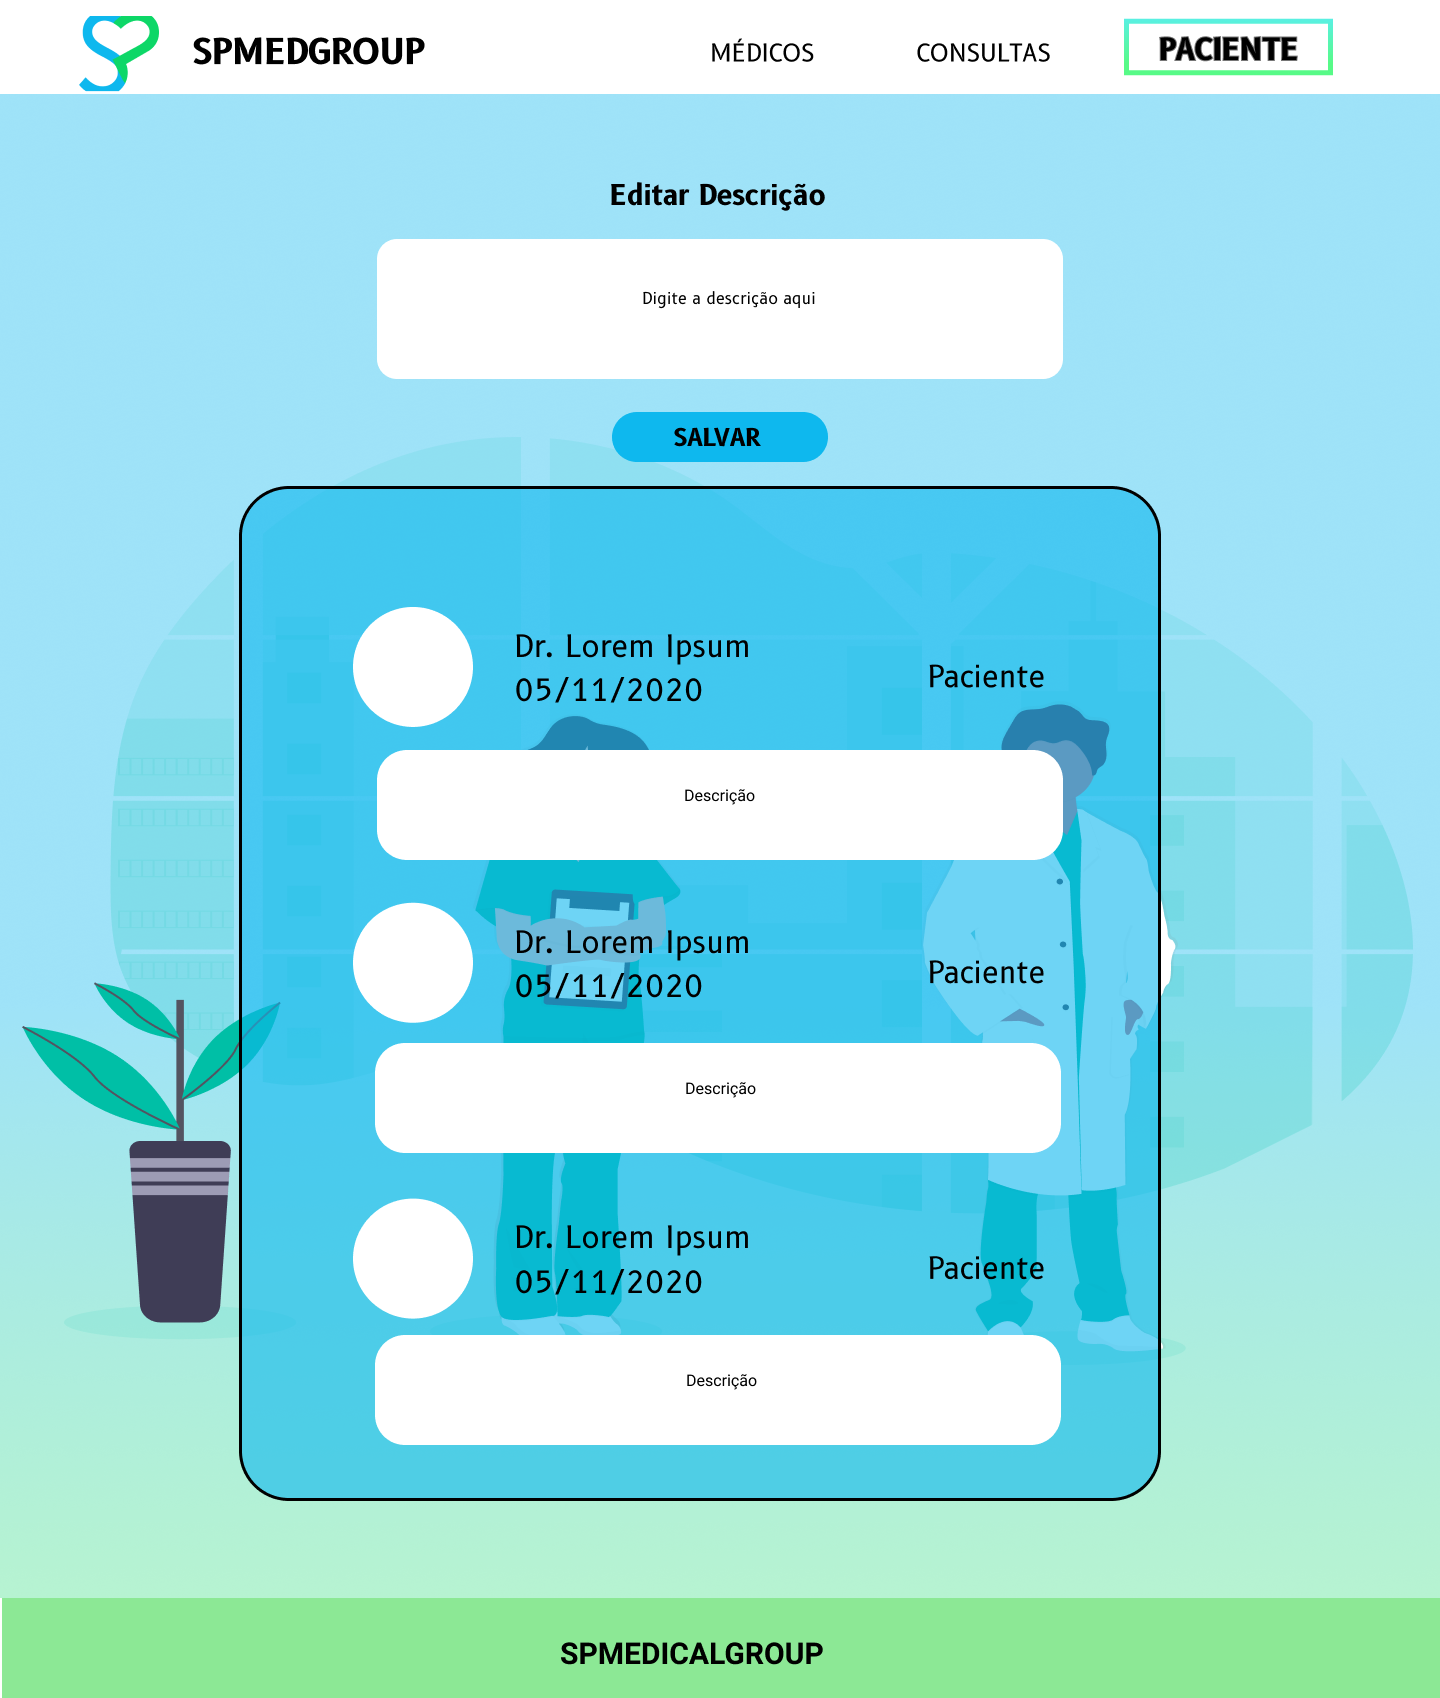 SPMEDGROUP
MÉDICOS
CONSULTAS
PACIENTE
Editar Descrição
Digite a descrição aqui
SALVAR
Dr. Lorem Ipsum
05/11/2020
Paciente
Descrição
Dr. Lorem Ipsum
05/11/2020
Paciente
Descrição
Dr. Lorem Ipsum
05/11/2020
Paciente
Descrição
SPMEDICALGROUP